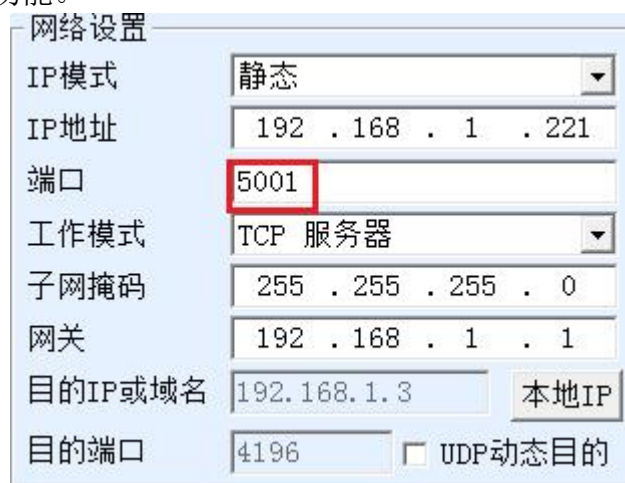 网络设置
IP模式 静态
IP地址 192 . 168 . 1 . 221
端口 5001
工作模式 TCP 服务器
子网掩码 255 . 255 . 255 . 0
网关 192 . 168 . 1 . 1
目的IP或域名 192.168.1.3 本地IP
目的端口 4196 UDP动态目的